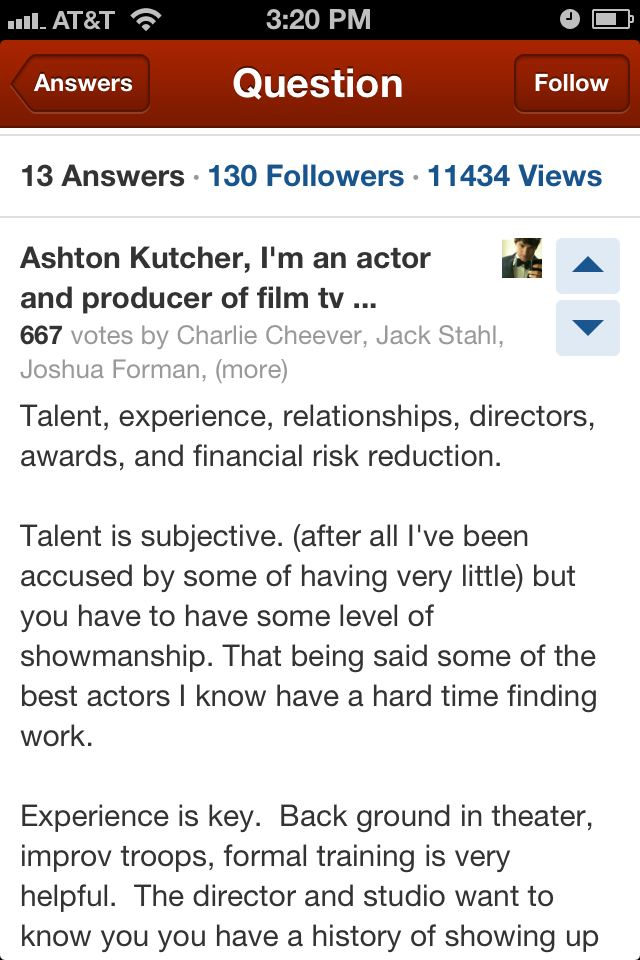 AT&T 3:20 PM
Answers Question Follow
13 Answers · 130 Followers · 11434 Views
Ashton Kutcher, I'm an actor
and producer of film tv ...
667 votes by Charlie Cheever, Jack Stahl,
Joshua Forman, (more)
Talent, experience, relationships, directors,
awards, and financial risk reduction.
Talent is subjective. (after all I've been
accused by some of having very little) but
you have to have some level of
showmanship. That being said some of the
best actors I know have a hard time finding
work.
Experience is key.  Back ground in theater,
improv troops, formal training is very
helpful.  The director and studio want to
know you you have a history of showing up